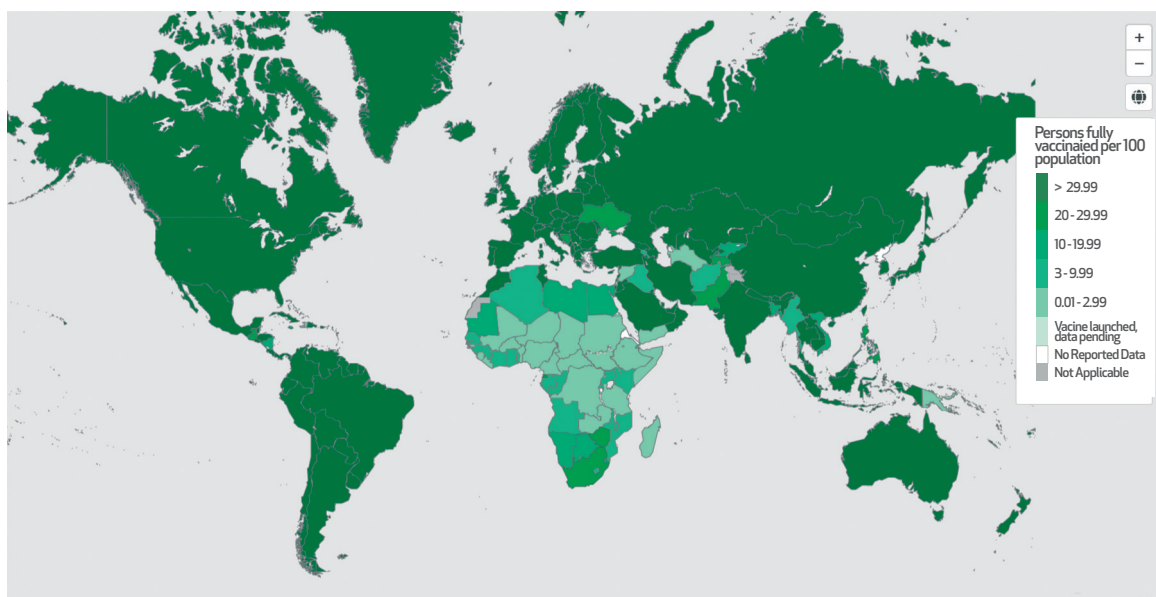 +
−
Persons fully
vaccinaied per 100
population
> 29.99
20 - 29.99
10 - 19.99
3 - 9.99
0.01 - 2.99
Vacine launched,
data pending
No Reported Data
Not Applicable